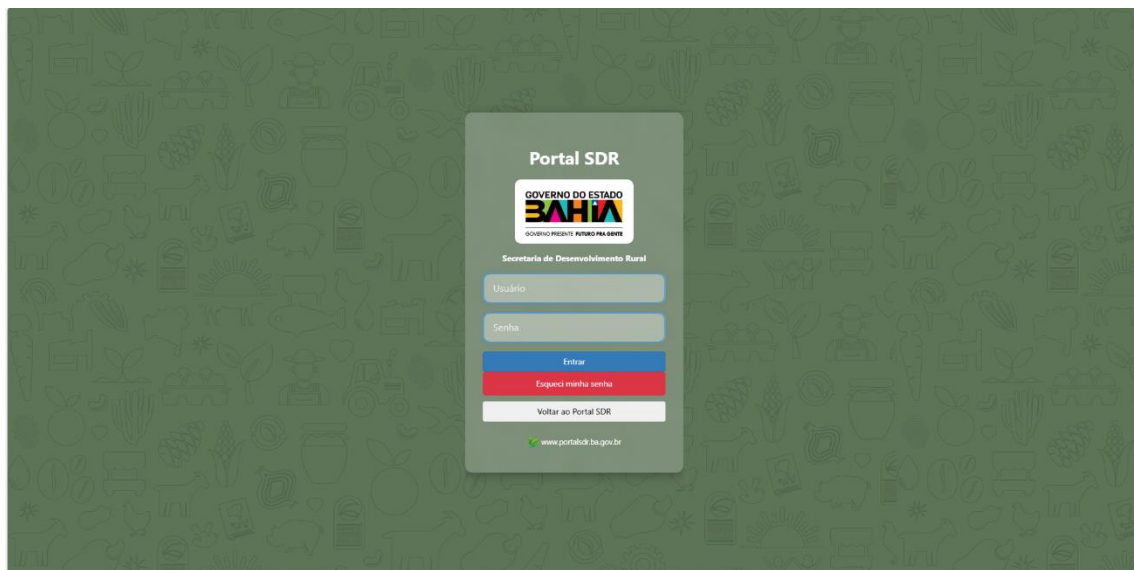 Portal SDR
GOVERNO DO ESTADO
BAHIA
GOVERNO PRESENTE FUTURO PRA GENTE
Secretaria de Desenvolvimento Rural
Usuário
Senha
Entrar
Esqueci minha senha
Voltar ao Portal SDR
www.portalsdr.ba.gov.br